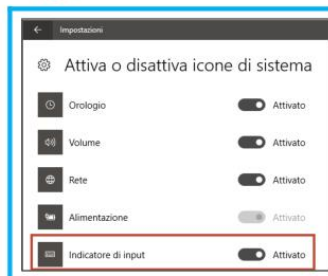 Impostazioni
Attiva o disattiva icone di sistema
Orologio Attivato
Volume Attivato
Rete Attivato
Alimentazione Attivato
Indicatore di input Attivato